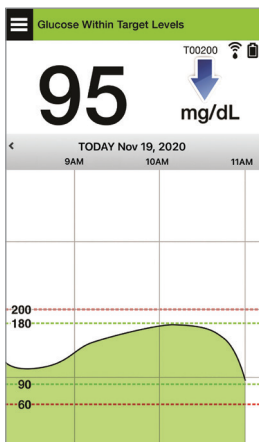 Glucose Within Target Levels
T00200
95
mg/dL
TODAY Nov 19, 2020
9AM 10AM 11AM
200
180
90
60